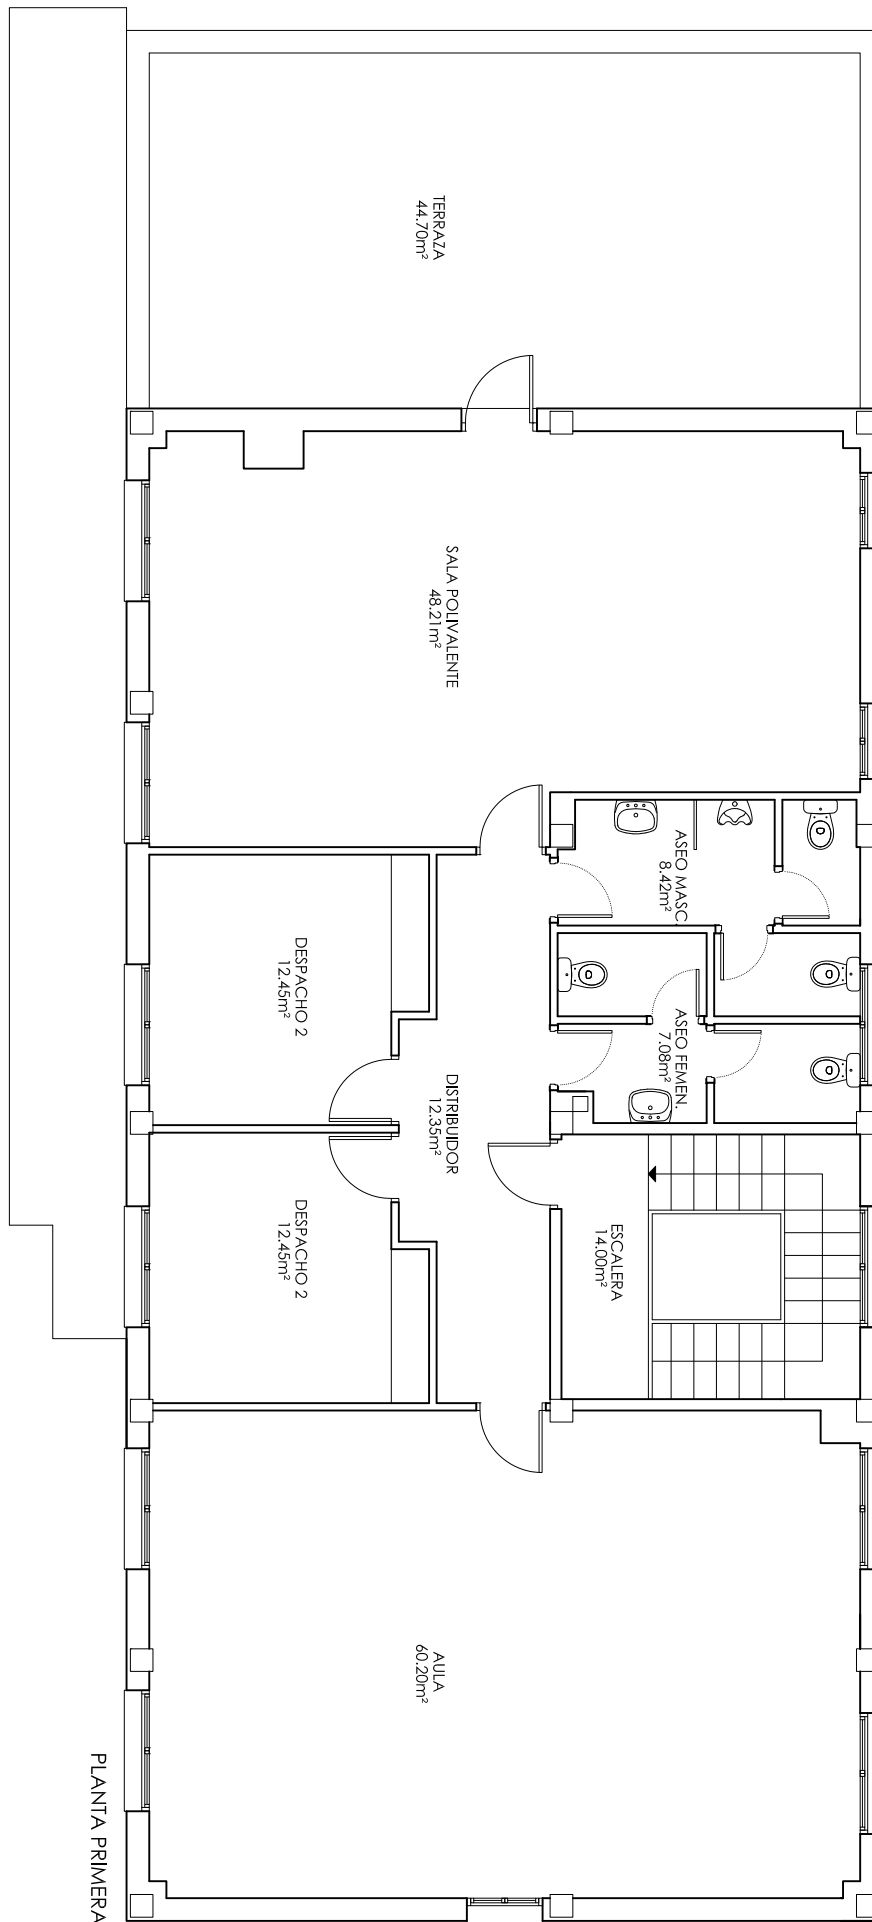 TERRAZA
44.70m²
SALA POLIVALENTE
48.21m²
ASEO MASC.
8.42m²
DESPACHO 2
12.45m²
ASEO FEMEN.
7.08m²
DISTRIBUIDOR
12.35m²
DESPACHO 2
12.45m²
ESCALERA
14.00m²
AULA
60.20m²
PLANTA PRIMERA